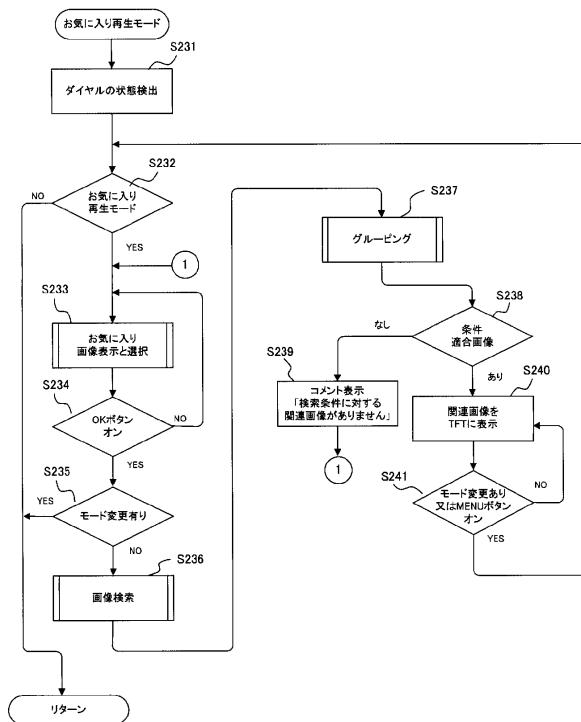 お気に入り再生モード
S231
ダイヤルの状態検出
S232
お気に入り
再生モード
NO
YES
1
S233
お気に入り
画像表示と選択
S234
OKボタン
オン
NO
YES
S235
モード変更有り
YES
NO
S236
画像検索
リターン
S237
グルーピング
S238
条件
適合画像
なし
あり
S239
コメント表示
「検索条件に対する
関連画像がありません」
1
S240
関連画像を
TFTに表示
S241
モード変更あり
又はMENUボタン
オン
NO
YES